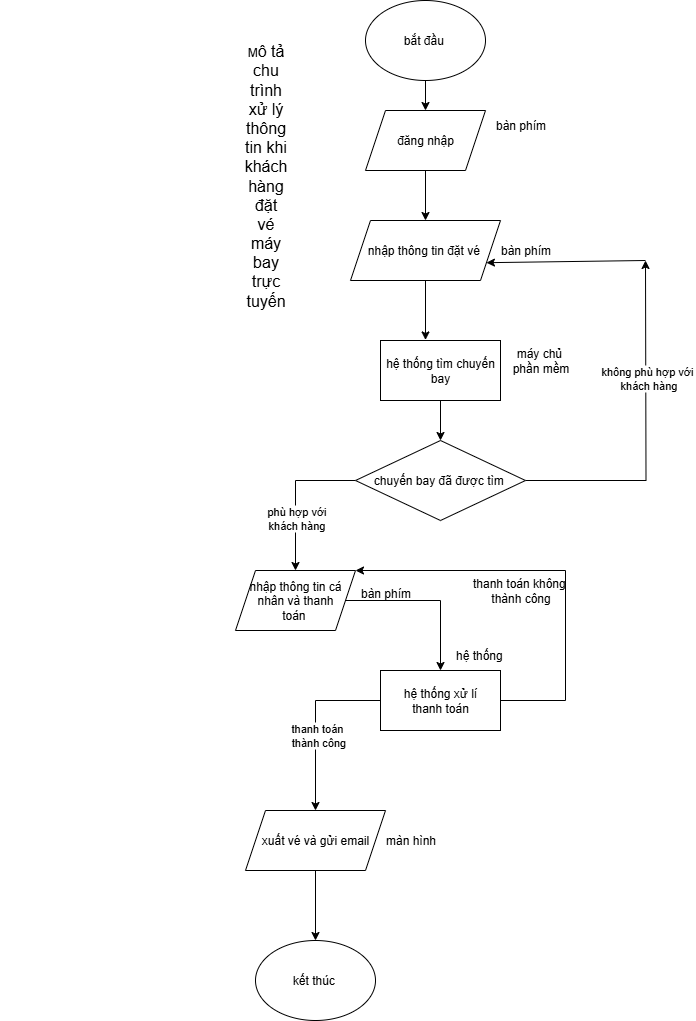 bắt đầu
Mô tả
chu
trình
xử lý
thông
tin khi
khách
hàng
đặt
vé
máy
bay
trực
tuyến
đăng nhập
bản phím
nhập thông tin đặt vé
bản phím
hệ thống tìm chuyến
bay
máy chủ
phần mềm
không phù hợp với
khách hàng
chuyến bay đã được tìm
phù hợp với
khách hàng
nhập thông tin cá
nhân và thanh
toán
bản phím
thanh toán không
thành công
hệ thống
hệ thống xử lí
thanh toán
thanh toán
thành công
xuất vé và gửi email
màn hình
kết thúc